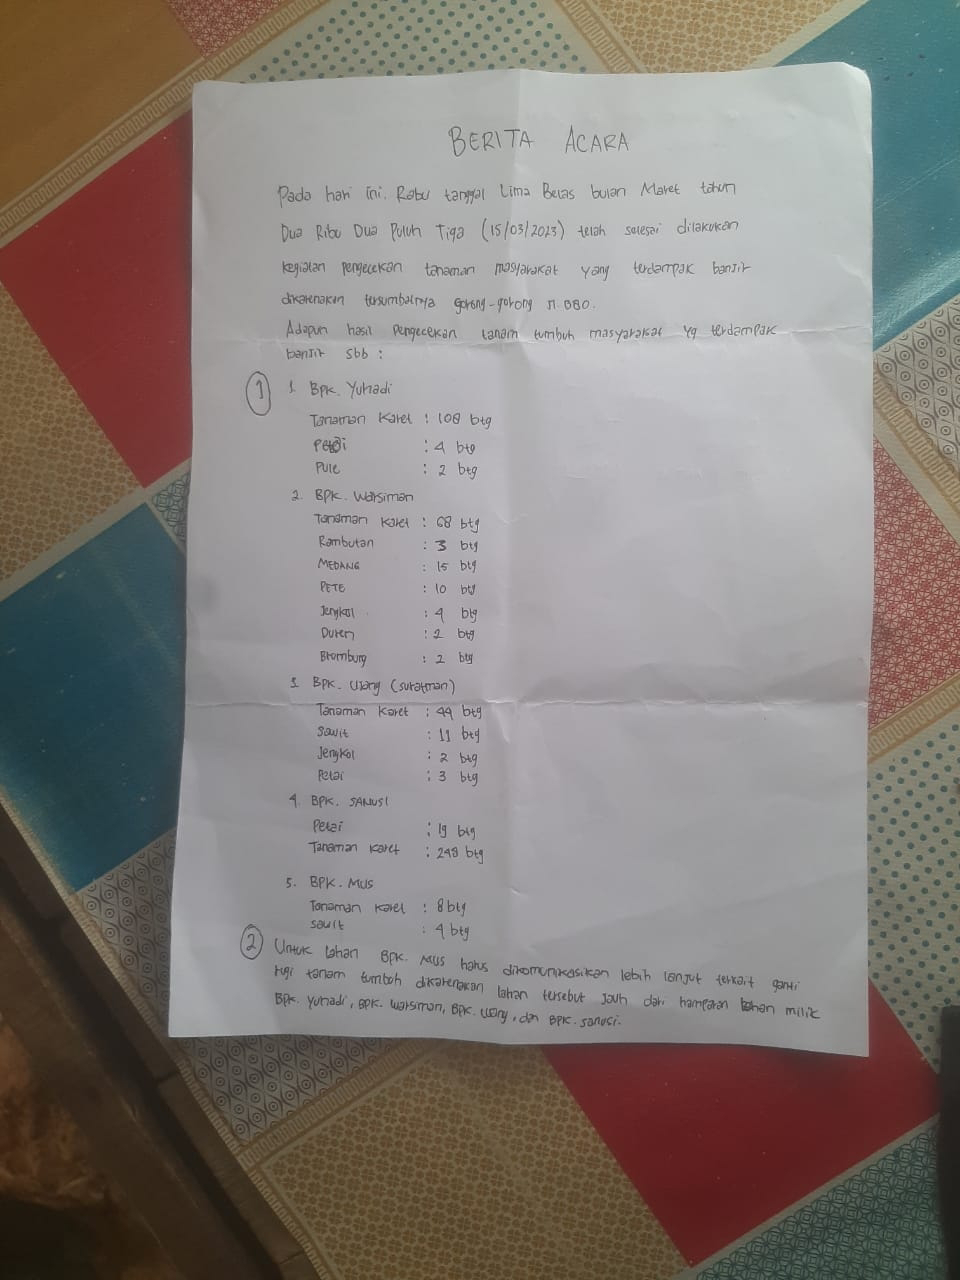 BERITA ACARA
Pada hari ini, Rabu tanggal Lima Belas bulan Maret tahun
Dua Ribu Dua Puluh Tiga (15/03/2023) telah selesai dilakukan
kegiatan pengecekan tanaman masyarakat yang terdampak banjir
dikarenakan tersumbatnya gorong-gorong
Adapun hasil pengecekan tanam tumbuh masyarakat yg terdampak
banjir sbb :
1 1. Bpk. Yuhadi
Tanaman Karet : 108 btg
Petai : 4 btg
Pule : 2 btg
2. Bpk. Warsiman
Tanaman Karet : 68 btg
Rambutan : 3 btg
MEDANG : 15 btg
PETE : 10 btg
Jengkol : 4 btg
Duren : 2 btg
: 2 btg
3. Bpk. Ujang (Suratman)
Tanaman Karet : 44 btg
Sawit : 11 btg
Jengkol : 2 btg
Petai : 3 btg
4. BPK. SANUSI
Petai : 19 btg
Tanaman Karet : 248 btg
5. BPK. MUS
Tanaman Karet : 8 btg
Sawit : 4 btg
2 Untuk lahan BPK. MUS harus dikomunikasikan lebih lanjut terkait ganti
rugi tanam tumboh dikarenakan lahan tersebut jauh dari hamparan lahan milik
Bpk. Yuhadi, BPK. Warsiman, BPK. Ujang, dan BPK. Sanusi.